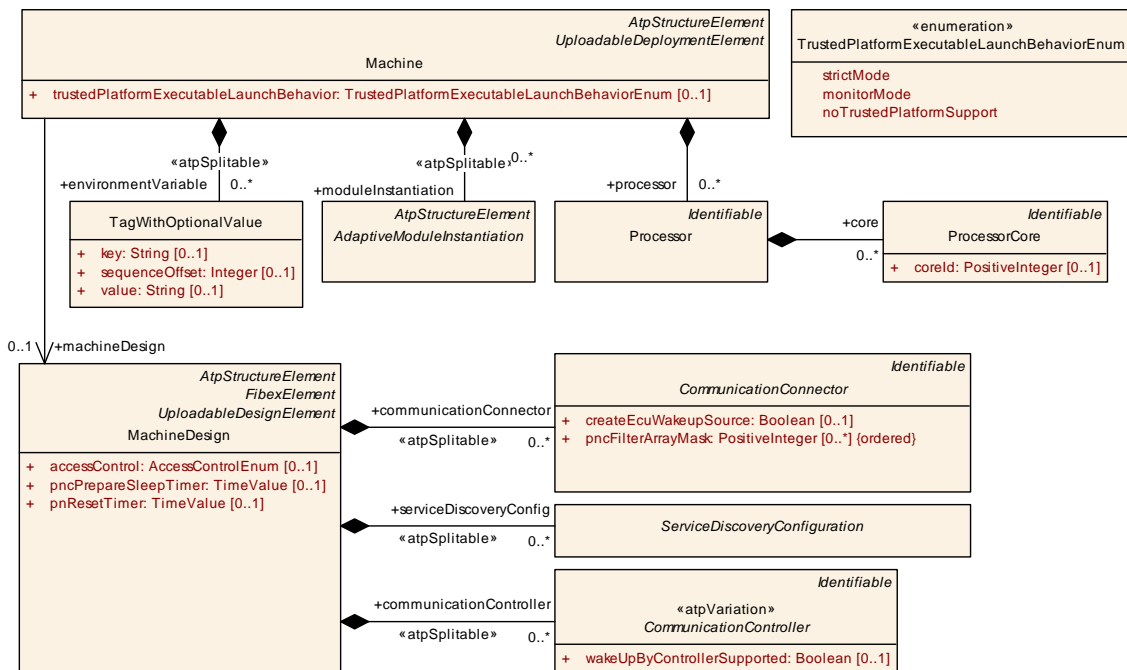 AtpStructureElement
UploadableDeploymentElement
Machine
+ trustedPlatformExecutableLaunchBehavior: TrustedPlatformExecutableLaunchBehaviorEnum [0..1]
«enumeration»
TrustedPlatformExecutableLaunchBehaviorEnum
strictMode
monitorMode
noTrustedPlatformSupport
«atpSplitable»
+environmentVariable 0..*
«atpSplitable» 0..*
+moduleInstantiation
+processor 0..*
TagWithOptionalValue
+ key: String [0..1]
+ sequenceOffset: Integer [0..1]
+ value: String [0..1]
AtpStructureElement
AdaptiveModuleInstantiation
Identifiable
Processor
+core
0..*
Identifiable
ProcessorCore
+ coreId: PositiveInteger [0..1]
0..1 +machineDesign
AtpStructureElement
FibexElement
UploadableDesignElement
MachineDesign
+ accessControl: AccessControlEnum [0..1]
+ pncPrepareSleepTimer: TimeValue [0..1]
+ pnResetTimer: TimeValue [0..1]
+communicationConnector
«atpSplitable» 0..*
Identifiable
CommunicationConnector
+ createEcuWakeupSource: Boolean [0..1]
+ pncFilterArrayMask: PositiveInteger [0..*] {ordered}
+serviceDiscoveryConfig
«atpSplitable» 0..*
ServiceDiscoveryConfiguration
+communicationController
«atpSplitable» 0..*
Identifiable
«atpVariation»
CommunicationController
+ wakeUpByControllerSupported: Boolean [0..1]